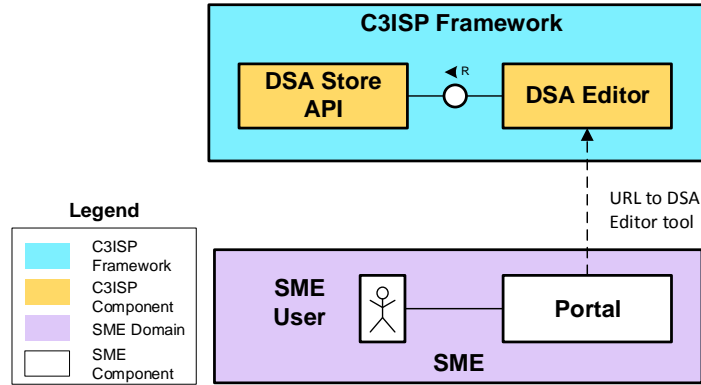 C3ISP Framework
DSA Store
API
R
DSA Editor
URL to DSA
Editor tool
Legend
C3ISP
Framework
C3ISP
Component
SME Domain
SME
Component
SME
User
Portal
SME